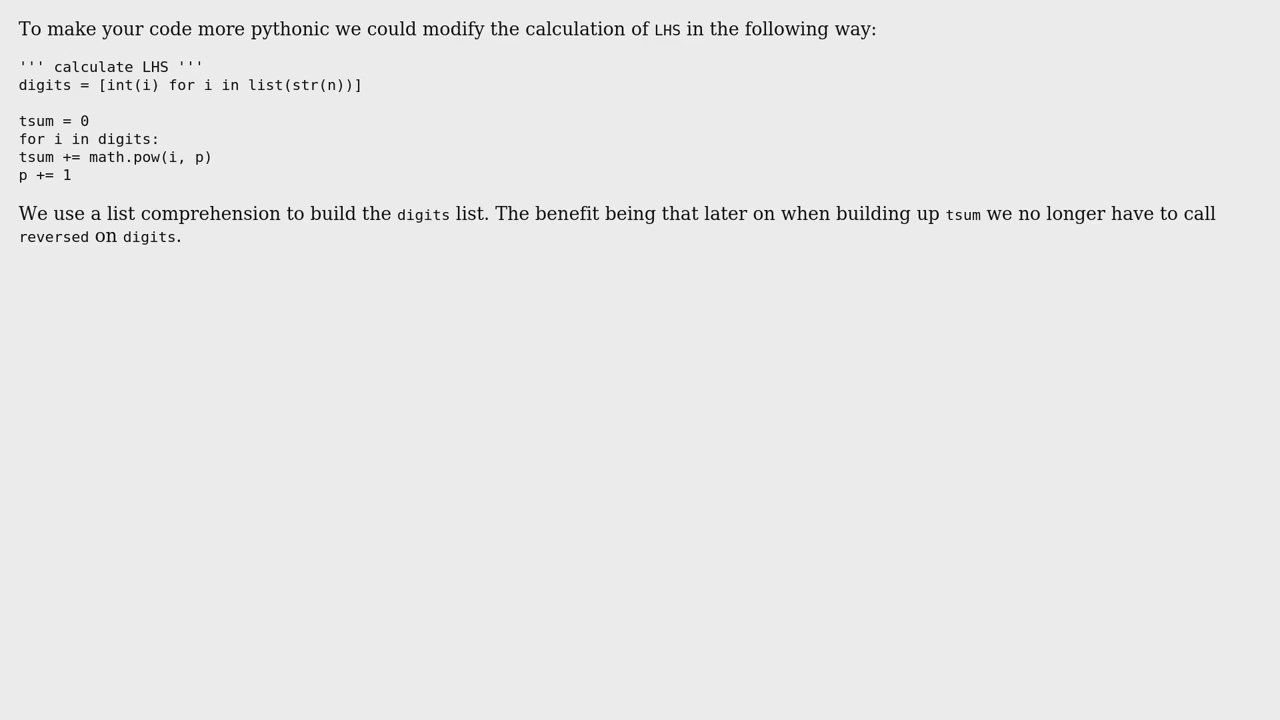 To make your code more pythonic we could modify the calculation of LHS in the following way:
''' calculate LHS '''
digits = [int(i) for i in list(str(n))]
tsum = 0
for i in digits:
tsum += math.pow(i, p)
p += 1
We use a list comprehension to build the digits list. The benefit being that later on when building up tsum we no longer have to call
reversed on digits.